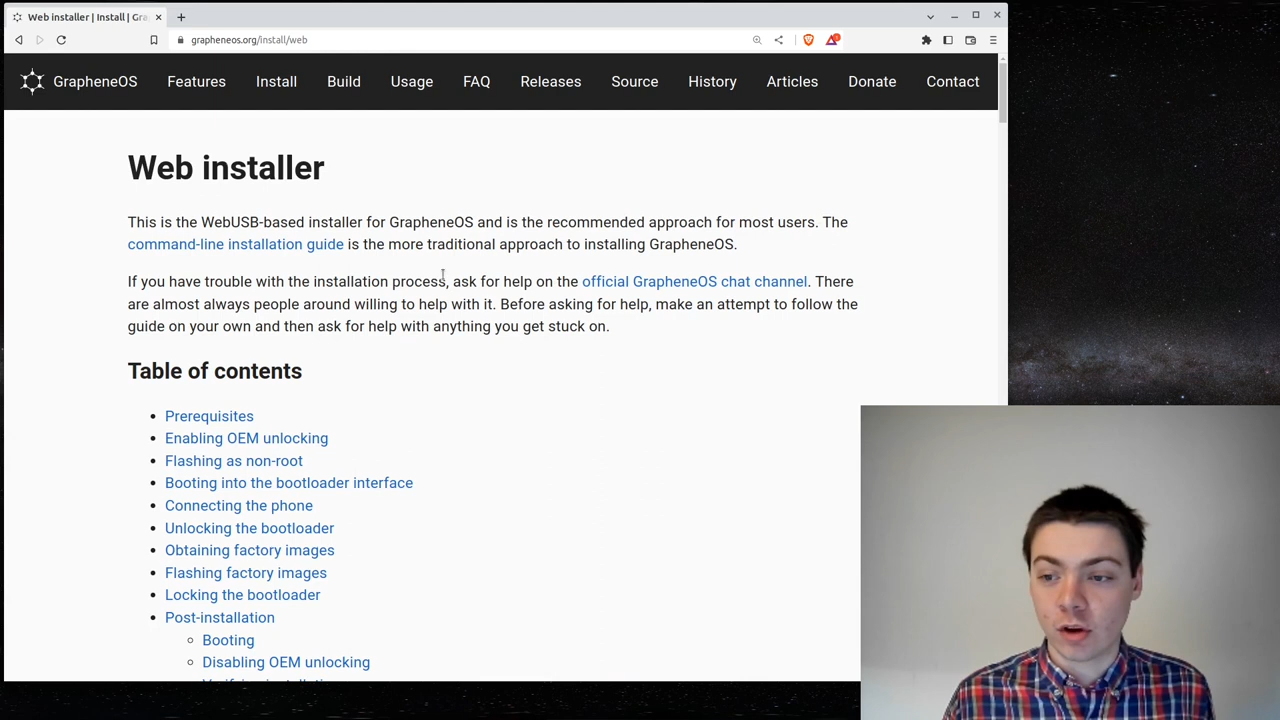 Web installer | Install | Gra
grapheneos.org/install/web
GrapheneOS Features Install Build Usage FAQ Releases Source History Articles Donate Contact
Web installer
This is the WebUSB-based installer for GrapheneOS and is the recommended approach for most users. The
command-line installation guide is the more traditional approach to installing GrapheneOS.
If you have trouble with the installation process, ask for help on the official GrapheneOS chat channel. There
are almost always people around willing to help with it. Before asking for help, make an attempt to follow the
guide on your own and then ask for help with anything you get stuck on.
Table of contents
Prerequisites
Enabling OEM unlocking
Flashing as non-root
Booting into the bootloader interface
Connecting the phone
Unlocking the bootloader
Obtaining factory images
Flashing factory images
Locking the bootloader
Post-installation
Booting
Disabling OEM unlocking